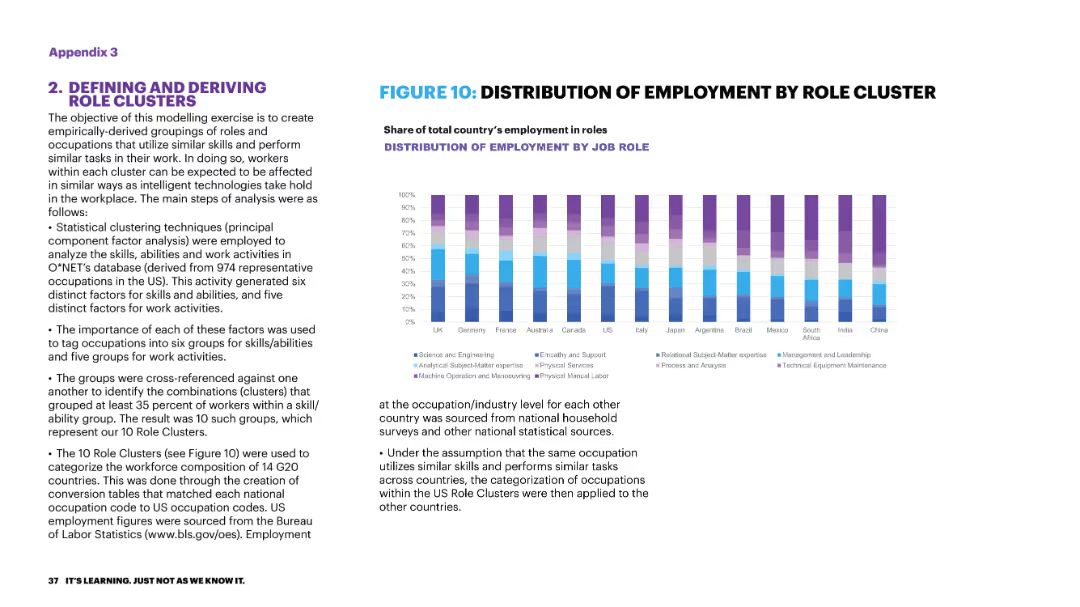 Appendix 3
2. DEFINING AND DERIVING
ROLE CLUSTERS
The objective of this modelling exercise is to create
empirically-derived groupings of roles and
occupations that utilize similar skills and perform
similar tasks in their work. In doing so, workers
within each cluster can be expected to be affected
in similar ways as intelligent technologies take hold
in the workplace. The main steps of analysis were as
follows:
• Statistical clustering techniques (principal
component factor analysis) were employed to
analyze the skills, abilities and work activities in
O*NET’s database (derived from 974 representative
occupations in the US). This activity generated six
distinct factors for skills and abilities, and five
distinct factors for work activities.
• The importance of each of these factors was used
to tag occupations into six groups for skills/abilities
and five groups for work activities.
• The groups were cross-referenced against one
another to identify the combinations (clusters) that
grouped at least 35 percent of workers within a skill/
ability group. The result was 10 such groups, which
represent our 10 Role Clusters.
• The 10 Role Clusters (see Figure 10) were used to
categorize the workforce composition of 14 G20
countries. This was done through the creation of
conversion tables that matched each national
occupation code to US occupation codes. US
employment figures were sourced from the Bureau
of Labor Statistics (www.bls.gov/oes). Employment
FIGURE 10: DISTRIBUTION OF EMPLOYMENT BY ROLE CLUSTER
Share of total country’s employment in roles
DISTRIBUTION OF EMPLOYMENT BY JOB ROLE
100%
90%
80%
70%
60%
50%
40%
30%
20%
10%
0%
UK Germany France Australia Canada US Italy Japan Argentina Brazil Mexico South Africa India China
Science and Engineering Empathy and Support Relational Subject-Matter expertise Management and Leadership
Analytical Subject-Matter expertise Physical Services Process and Analysis Technical Equipment Maintenance
Machine Operation and Manoeuvring Physical Manual Labor
at the occupation/industry level for each other
country was sourced from national household
surveys and other national statistical sources.
• Under the assumption that the same occupation
utilizes similar skills and performs similar tasks
across countries, the categorization of occupations
within the US Role Clusters were then applied to the
other countries.
37 IT’S LEARNING. JUST NOT AS WE KNOW IT.